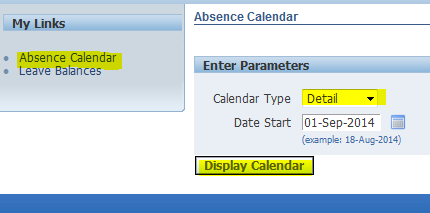 My Links
Absence Calendar
Leave Balances
Absence Calendar
Enter Parameters
Calendar Type Detail
Date Start 01-Sep-2014
(example: 18-Aug-2014)
Display Calendar